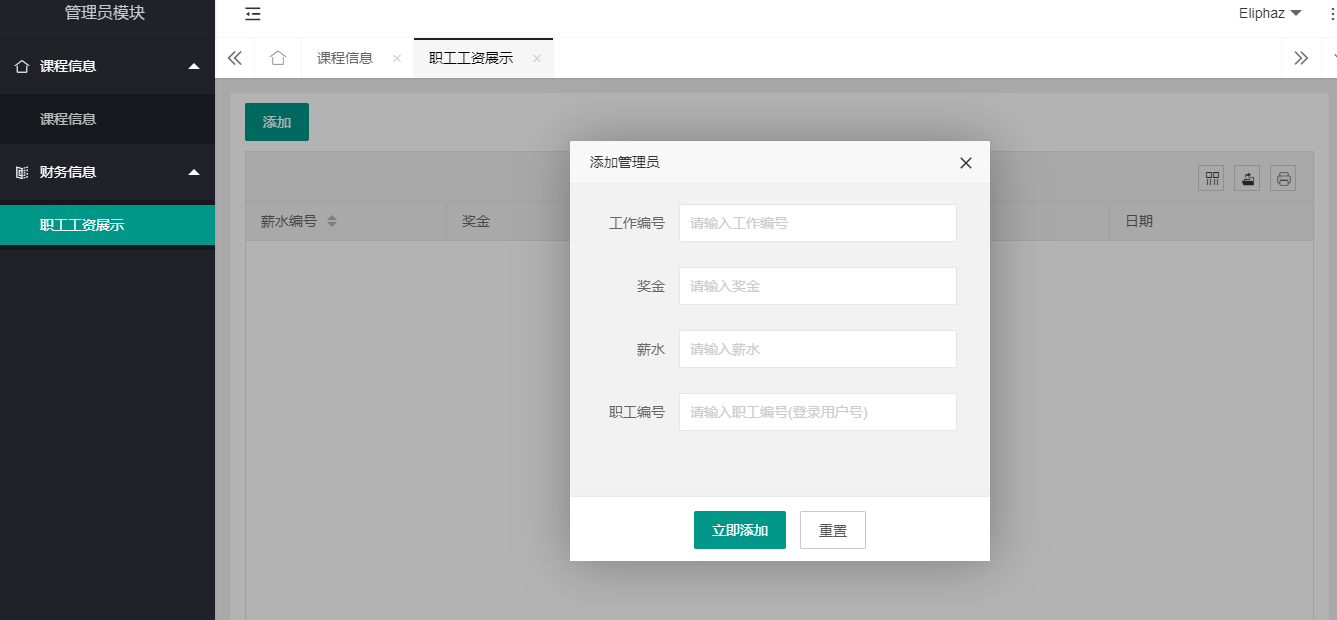 管理员模块
Eliphaz
课程信息
课程信息
财务信息
职工工资展示
课程信息
职工工资展示
添加
薪水编号
奖金
日期
添加管理员
工作编号
请输入工作编号
奖金
请输入奖金
薪水
请输入薪水
职工编号
请输入职工编号(登录用户号)
立即添加
重置